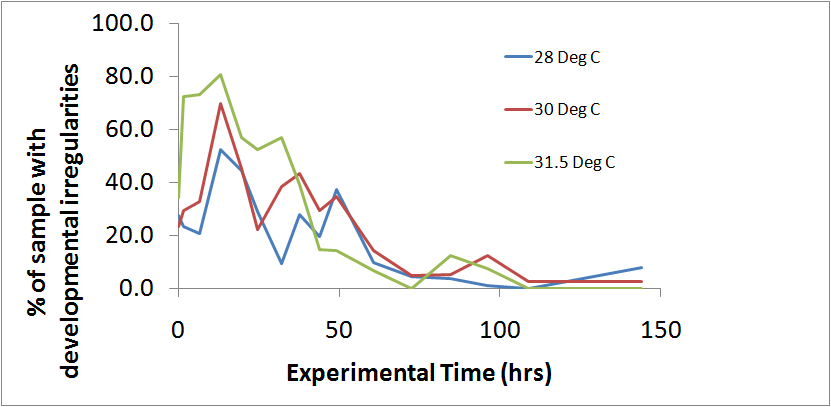 % of sample with
developmental irregularities
100.0
80.0
60.0
40.0
20.0
0.0
0
50
100
150
Experimental Time (hrs)
28 Deg C
30 Deg C
31.5 Deg C